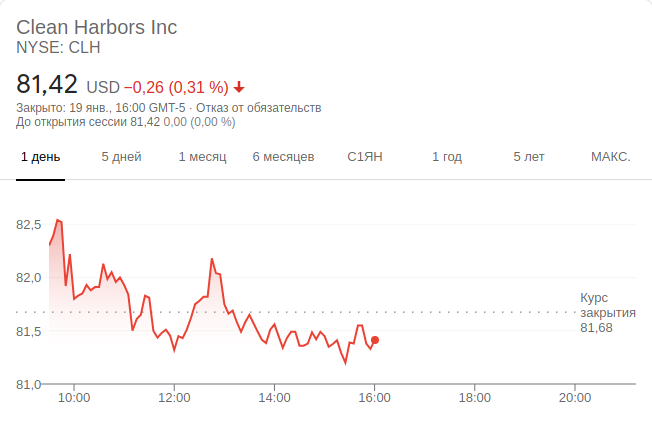 Clean Harbors Inc
NYSE: CLH
81,42 USD −0,26 (0,31 %)
Закрыто: 19 янв., 16:00 GMT-5 · Отказ от обязательств
До открытия сессии 81,42 0,00 (0,00 %)
1 день 5 дней 1 месяц 6 месяцев С1ЯН 1 год 5 лет МАКС.
82,5
82,0
Курс
закрытия
81,68
81,5
81,0
10:00 12:00 14:00 16:00 18:00 20:00